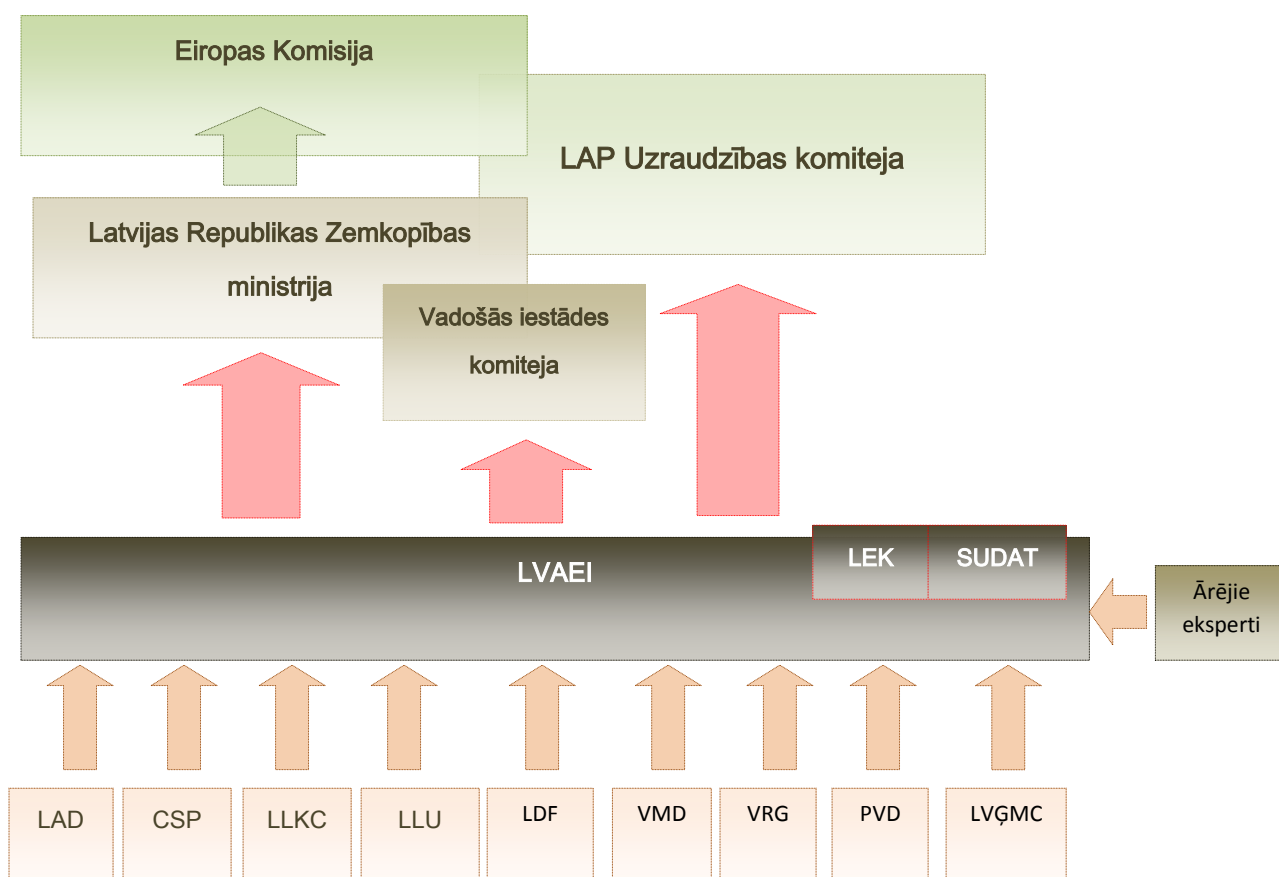 Eiropas Komisija
LAP Uzraudzības komiteja
Latvijas Republikas Zemkopības
ministrija
Vadošās iestādes
komiteja
LVAEI
LEK
SUDAT
Ārējie
eksperti
LAD
CSP
LLKC
LLU
LDF
VMD
VRG
PVD
LVĢMC